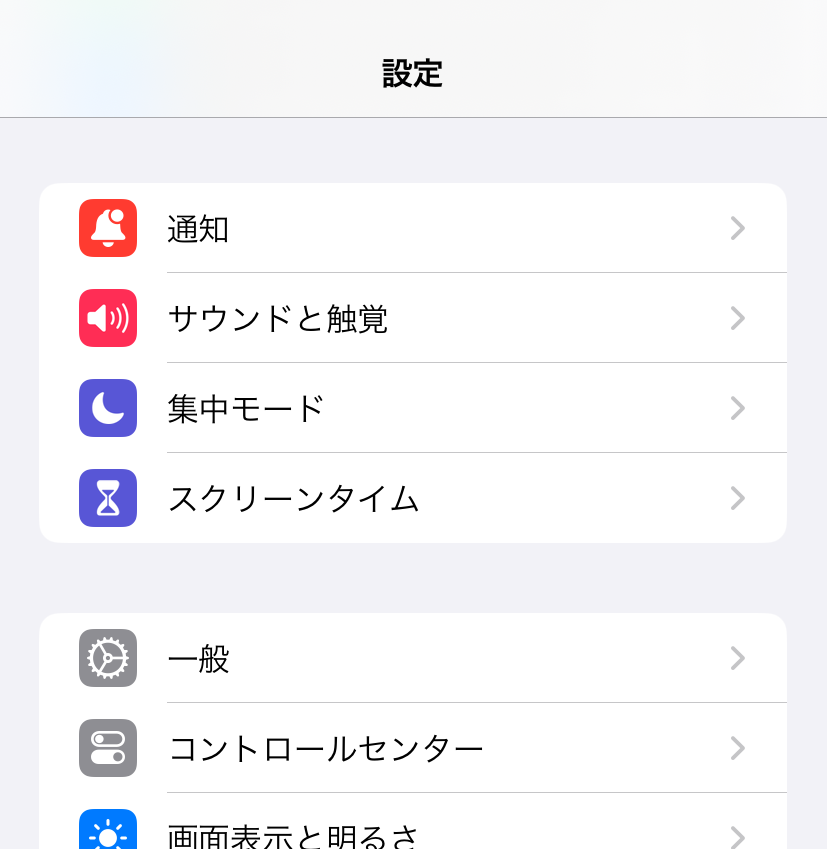 設定
通知
サウンドと触覚
集中モード
スクリーンタイム
一般
コントロールセンター
画面表示と明るさ